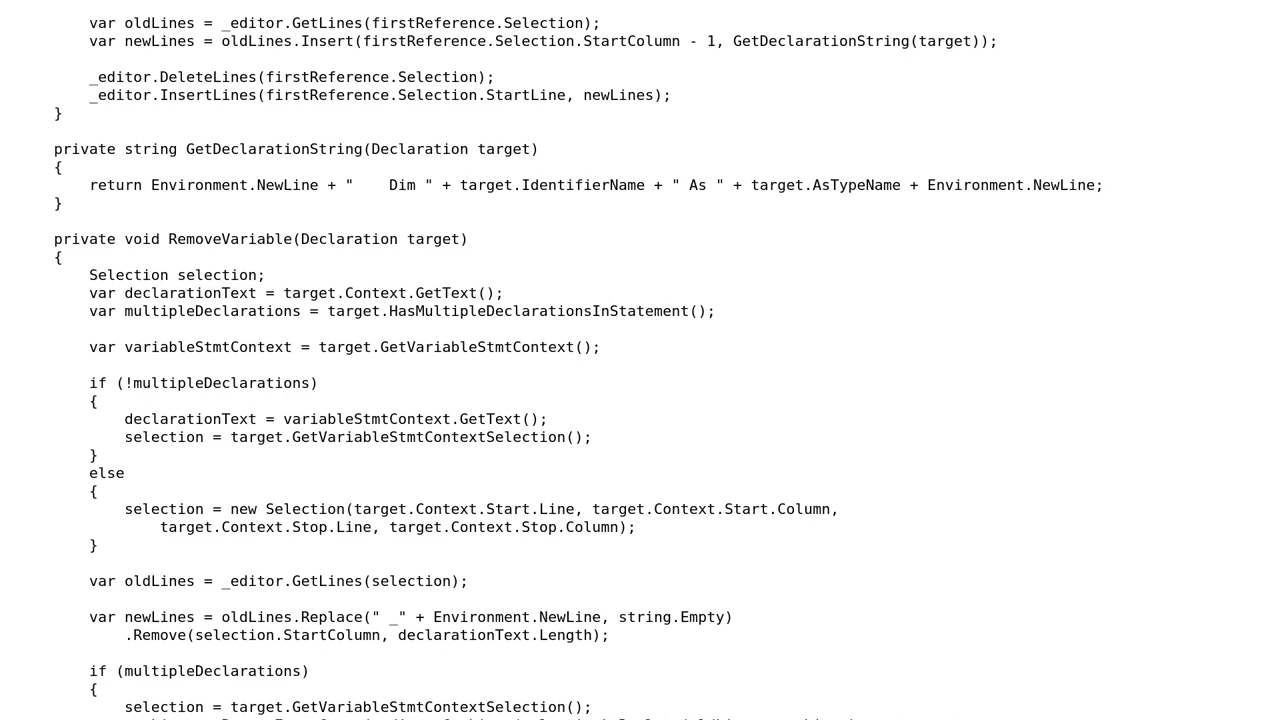 var oldLines = _editor.GetLines(firstReference.Selection);
var newLines = oldLines.Insert(firstReference.Selection.StartColumn - 1, GetDeclarationString(target));
_editor.DeleteLines(firstReference.Selection);
_editor.InsertLines(firstReference.Selection.StartLine, newLines);
}
private string GetDeclarationString(Declaration target)
{
return Environment.NewLine + "    Dim " + target.IdentifierName + " As " + target.AsTypeName + Environment.NewLine;
}
private void RemoveVariable(Declaration target)
{
Selection selection;
var declarationText = target.Context.GetText();
var multipleDeclarations = target.HasMultipleDeclarationsInStatement();
var variableStmtContext = target.GetVariableStmtContext();
if (!multipleDeclarations)
{
declarationText = variableStmtContext.GetText();
selection = target.GetVariableStmtContextSelection();
}
else
{
selection = new Selection(target.Context.Start.Line, target.Context.Start.Column,
target.Context.Stop.Line, target.Context.Stop.Column);
}
var oldLines = _editor.GetLines(selection);
var newLines = oldLines.Replace(" _" + Environment.NewLine, string.Empty)
.Remove(selection.StartColumn, declarationText.Length);
if (multipleDeclarations)
{
selection = target.GetVariableStmtContextSelection();